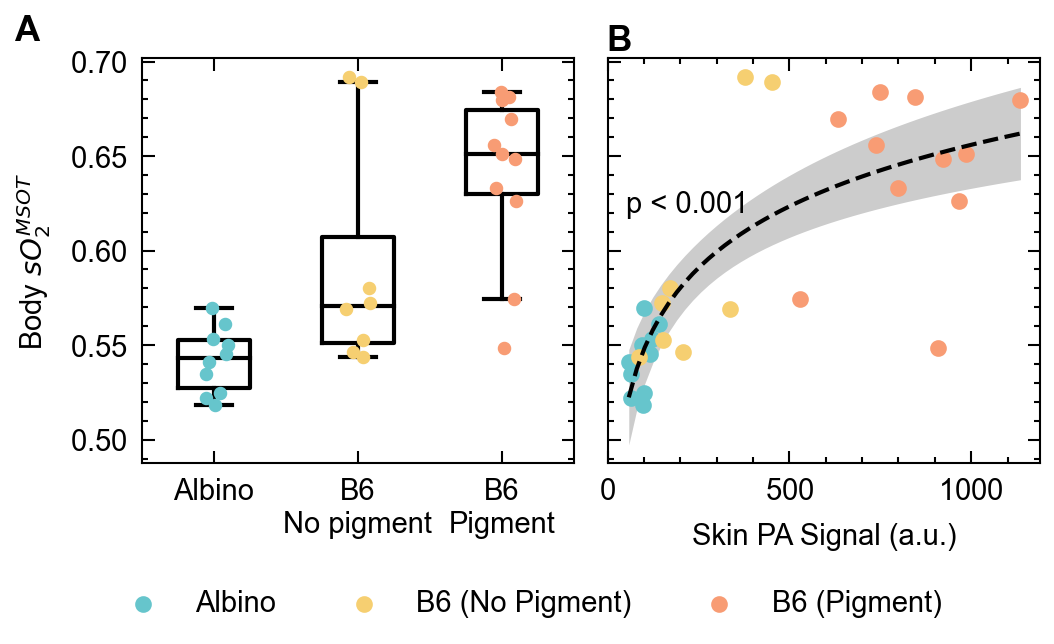 A
B
0.70
0.65
0.60
0.55
0.50
Body sO₂ᴹˢᴼᵀ
p < 0.001
Albino
B6
No pigment
B6
Pigment
0
500
1000
Skin PA Signal (a.u.)
Albino
B6 (No Pigment)
B6 (Pigment)